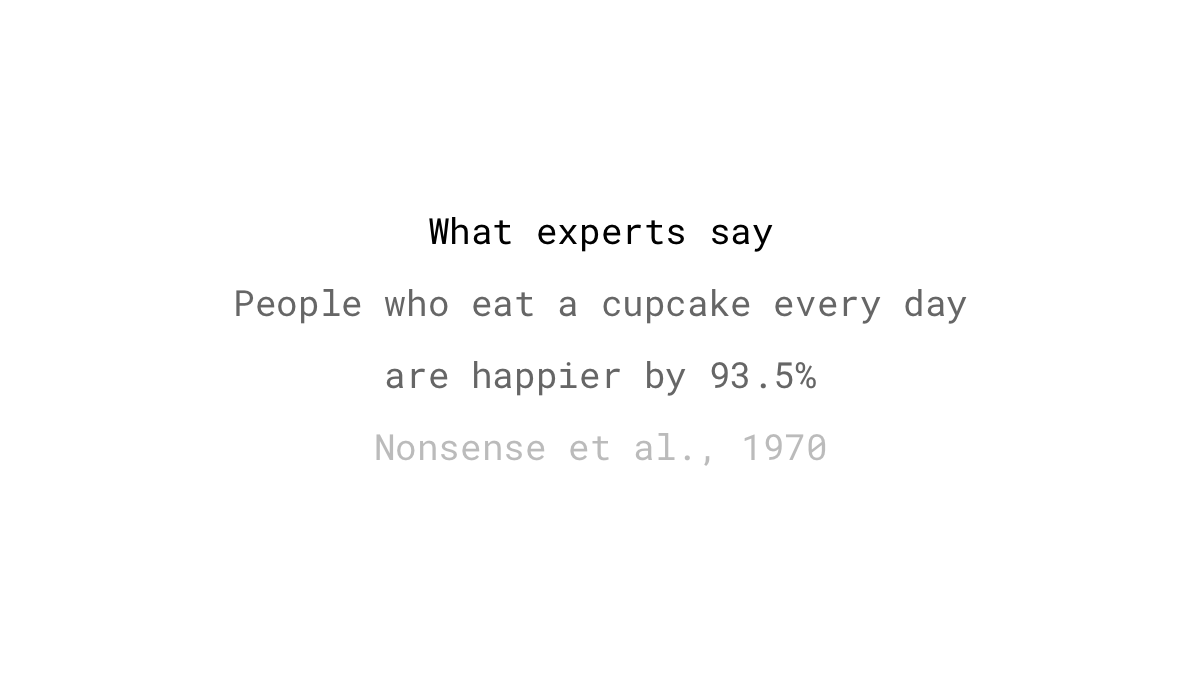 What experts say
People who eat a cupcake every day
are happier by 93.5%
Nonsense et al., 1970